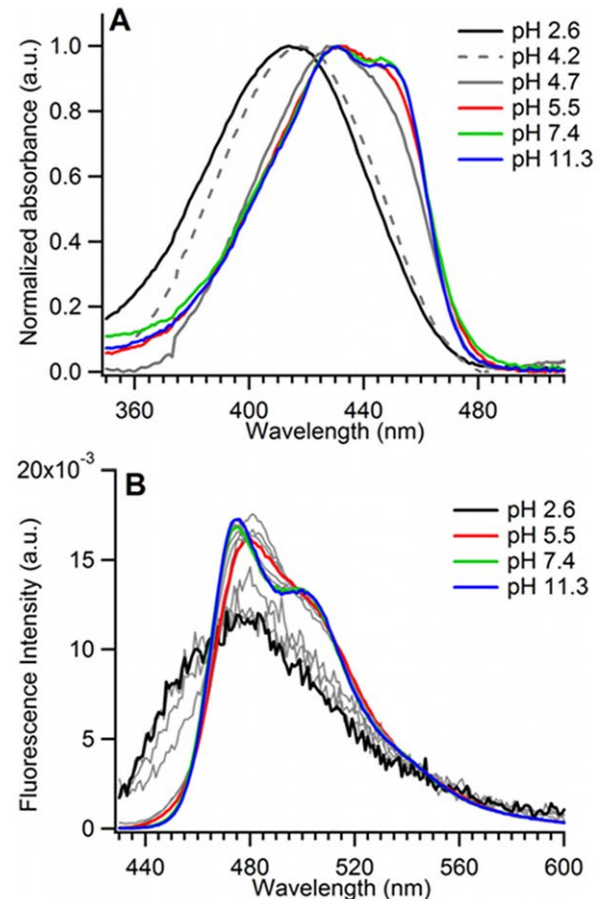 A
pH 2.6
pH 4.2
pH 4.7
pH 5.5
pH 7.4
pH 11.3
Normalized absorbance (a.u.)
1.0
0.8
0.6
0.4
0.2
0.0
360 400 440 480
Wavelength (nm)
B
pH 2.6
pH 5.5
pH 7.4
pH 11.3
Fluorescence Intensity (a.u.)
20x10⁻³
15
10
5
0
440 480 520 560 600
Wavelength (nm)